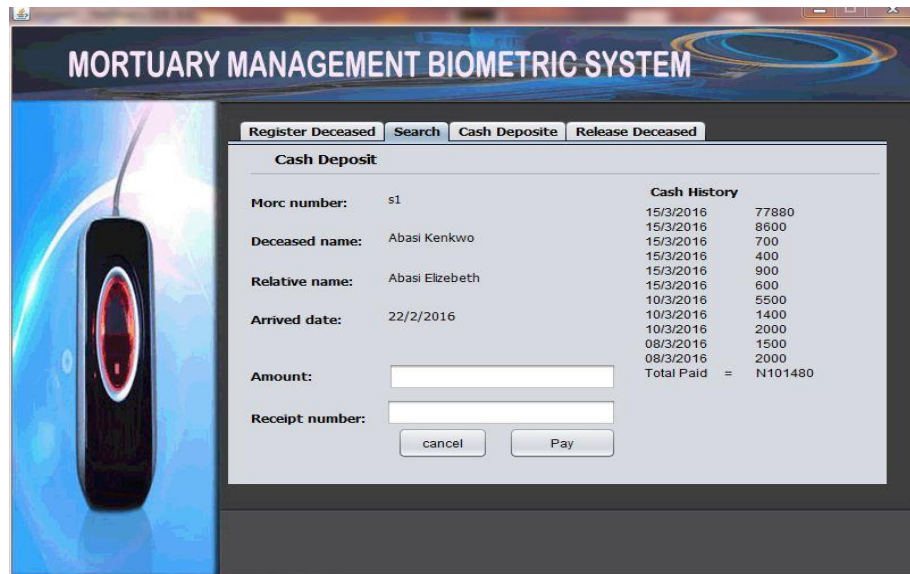 MORTUARY MANAGEMENT BIOMETRIC SYSTEM
Register Deceased Search Cash Deposite Release Deceased
Cash Deposit
Morc number: s1
Deceased name: Abasi Kenkwo
Relative name: Abasi Elizebeth
Arrived date: 22/2/2016
Amount:
Receipt number:
cancel Pay
Cash History
15/3/2016 77880
15/3/2016 8600
15/3/2016 700
15/3/2016 400
15/3/2016 900
15/3/2016 600
10/3/2016 5500
10/3/2016 1400
10/3/2016 2000
08/3/2016 1500
08/3/2016 2000
Total Paid = N101480